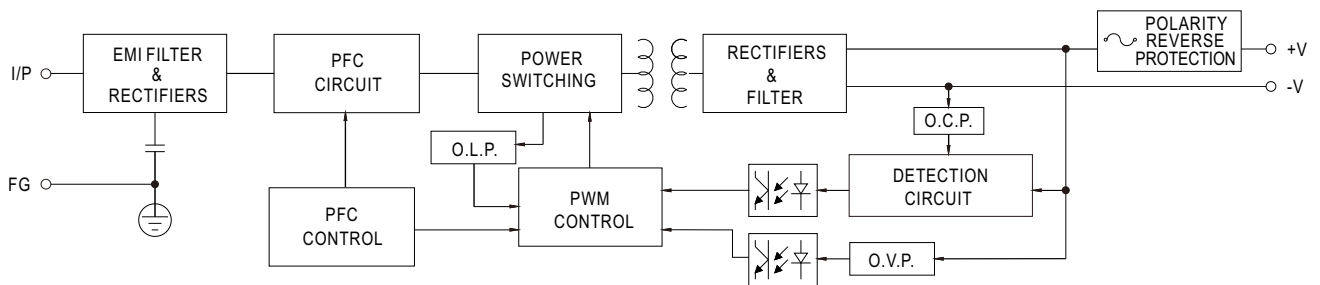 I/P
EMI FILTER
&
RECTIFIERS
PFC
CIRCUIT
POWER
SWITCHING
RECTIFIERS
&
FILTER
POLARITY
REVERSE
PROTECTION
+V
-V
O.C.P.
O.L.P.
FG
PFC
CONTROL
PWM
CONTROL
DETECTION
CIRCUIT
O.V.P.